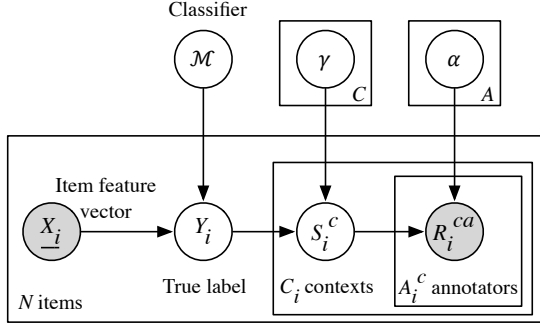 Classifier
ℳ
γ
C
α
A
Item feature
vector
X_i
Y_i
S_i^c
R_i^{ca}
True label
N items
C_i contexts
A_i^c annotators